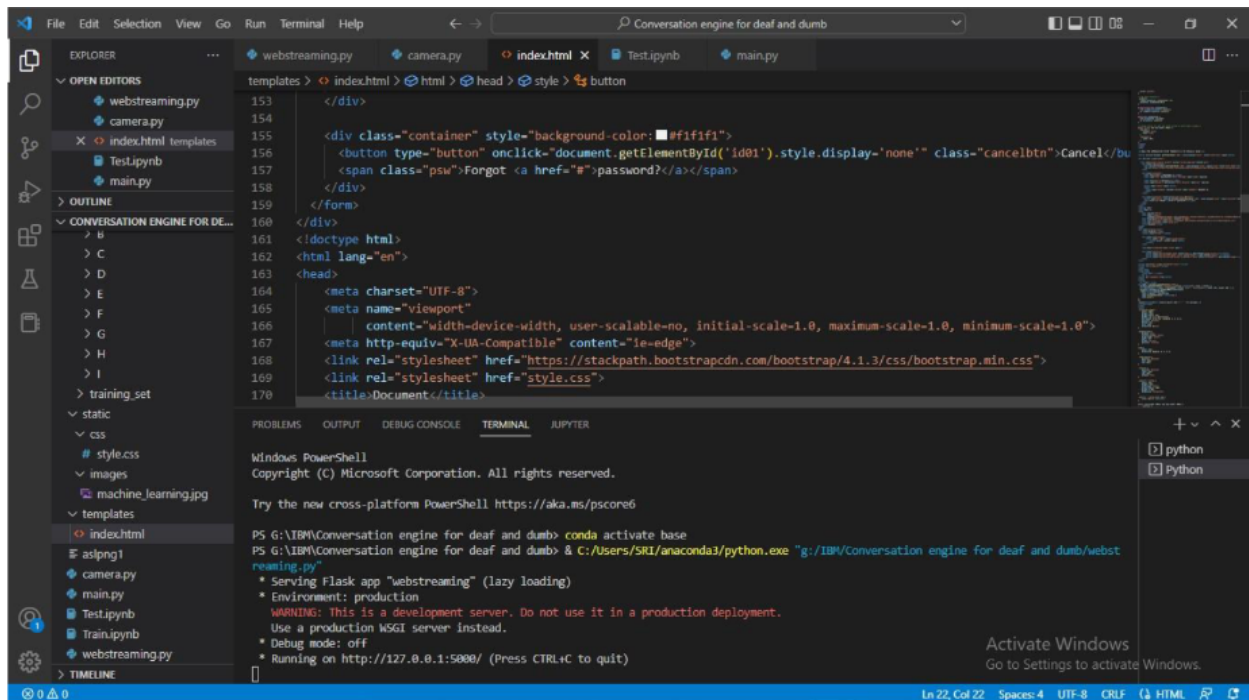 File Edit Selection View Go Run Terminal Help
Conversation engine for deaf and dumb
EXPLORER
OPEN EDITORS
webstreaming.py
camera.py
index.html templates
Test.ipynb
main.py
OUTLINE
CONVERSATION ENGINE FOR DE...
B
C
D
E
F
G
H
I
training_set
static
css
# style.css
images
machine_learning.jpg
templates
index.html
aslpng1
camera.py
main.py
Test.ipynb
Train.ipynb
webstreaming.py
TIMELINE
webstreaming.py camera.py index.html Test.ipynb main.py
templates > index.html > html > head > style > button
153 </div>
154
155 <div class="container" style="background-color:#f1f1f1">
156 <button type="button" onclick="document.getElementById('id01').style.display='none'" class="cancelbtn">Cancel</bu
157 <span class="psw">Forgot <a href="#">password?</a></span>
158 </div>
159 </form>
160 </div>
161 <!doctype html>
162 <html lang="en">
163 <head>
164 <meta charset="UTF-8">
165 <meta name="viewport"
166 content="width=device-width, user-scalable=no, initial-scale=1.0, maximum-scale=1.0, minimum-scale=1.0">
167 <meta http-equiv="X-UA-Compatible" content="ie=edge">
168 <link rel="stylesheet" href="https://stackpath.bootstrapcdn.com/bootstrap/4.1.3/css/bootstrap.min.css">
169 <link rel="stylesheet" href="style.css">
170 <title>Document</title>
PROBLEMS OUTPUT DEBUG CONSOLE TERMINAL JUPYTER
python
Python
Windows PowerShell
Copyright (C) Microsoft Corporation. All rights reserved.
Try the new cross-platform PowerShell https://aka.ms/pscore6
PS G:\IBM\Conversation engine for deaf and dumb> conda activate base
PS G:\IBM\Conversation engine for deaf and dumb> & C:/Users/SRI/anaconda3/python.exe "g:/IBM/Conversation engine for deaf and dumb/webst
reaming.py"
* Serving Flask app "webstreaming" (lazy loading)
* Environment: production
WARNING: This is a development server. Do not use it in a production deployment.
Use a production WSGI server instead.
* Debug mode: off
* Running on http://127.0.0.1:5000/ (Press CTRL+C to quit)
Activate Windows
Go to Settings to activate Windows.
0 0 Ln 22, Col 22 Spaces: 4 UTF-8 CRLF HTML
1